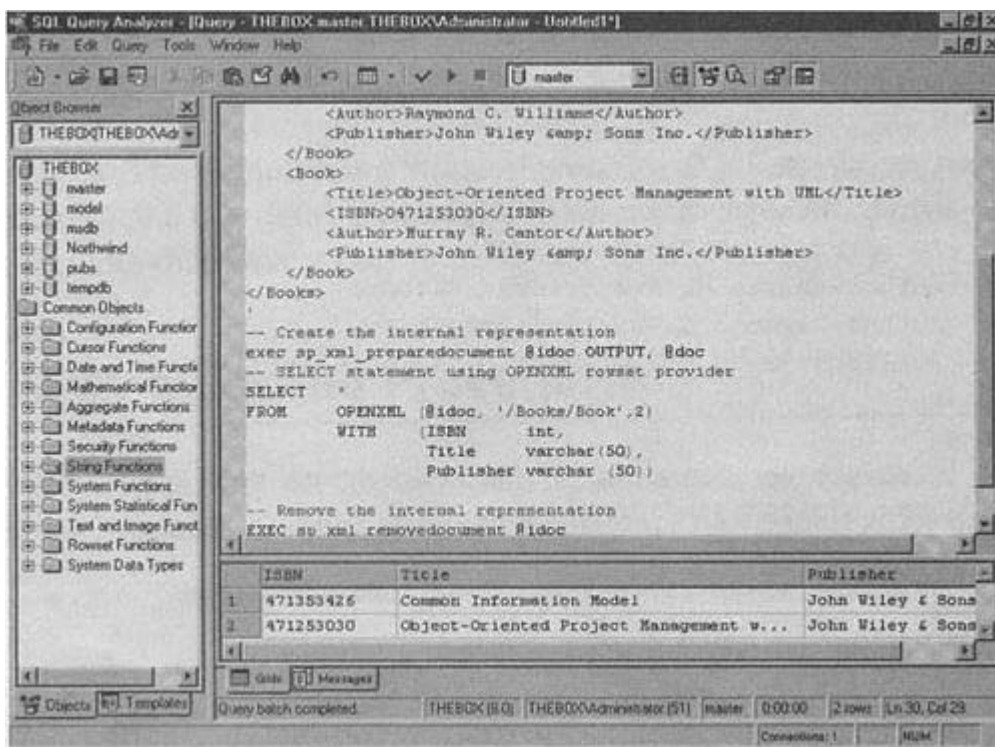 SQL Query Analyzer - [Query - THEBOX.master.THEBOX\Administrator - Untitled1*]
File Edit Query Tools Window Help
master
Object Browser
THEBOX(THEBOX\Adr
THEBOX
master
model
msdb
Northwind
pubs
tempdb
Common Objects
Configuration Function
Cursor Functions
Date and Time Functi
Mathematical Function
Aggregate Functions
Metadata Functions
Security Functions
String Functions
System Functions
System Statistical Fun
Text and Image Funct
Rowset Functions
System Data Types
Objects Templates
<Author>Raymond C. Williams</Author>
<Publisher>John Wiley &amp; Sons Inc.</Publisher>
</Book>
<Book>
<Title>Object-Oriented Project Management with UML</Title>
<ISBN>0471253030</ISBN>
<Author>Murray R. Cantor</Author>
<Publisher>John Wiley &amp; Sons Inc.</Publisher>
</Book>
</Books>
'
-- Create the internal representation
exec sp_xml_preparedocument @idoc OUTPUT, @doc
-- SELECT statement using OPENXML rowset provider
SELECT *
FROM OPENXML (@idoc, '/Books/Book',2)
WITH (ISBN int,
Title varchar(50),
Publisher varchar (50))
-- Remove the internal representation
EXEC sp_xml_removedocument @idoc
ISBN Title Publisher
1 471353426 Common Information Model John Wiley & Sons
2 471253030 Object-Oriented Project Management w... John Wiley & Sons
Grids Messages
Query batch completed. THEBOX (8.0) THEBOX\Administrator (51) master 0:00:00 2 rows Ln 30, Col 29
Connections: 1 NUM